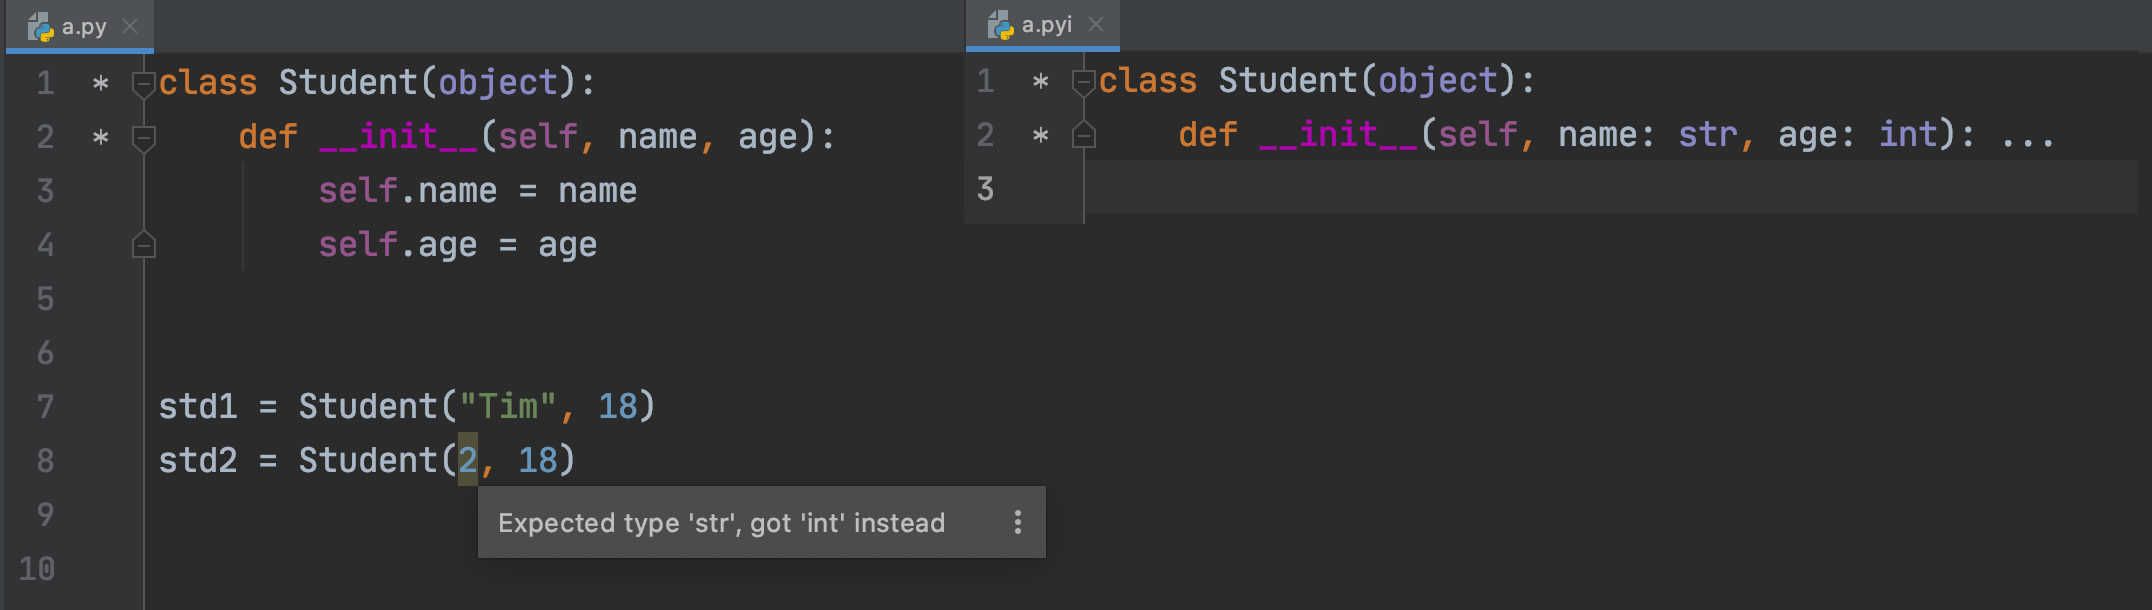 a.py
1 * class Student(object):
2 * def __init__(self, name, age):
3 self.name = name
4 self.age = age
5
6
7 std1 = Student("Tim", 18)
8 std2 = Student(2, 18)
Expected type 'str', got 'int' instead
9
10
a.pyi
1 * class Student(object):
2 * def __init__(self, name: str, age: int): ...
3